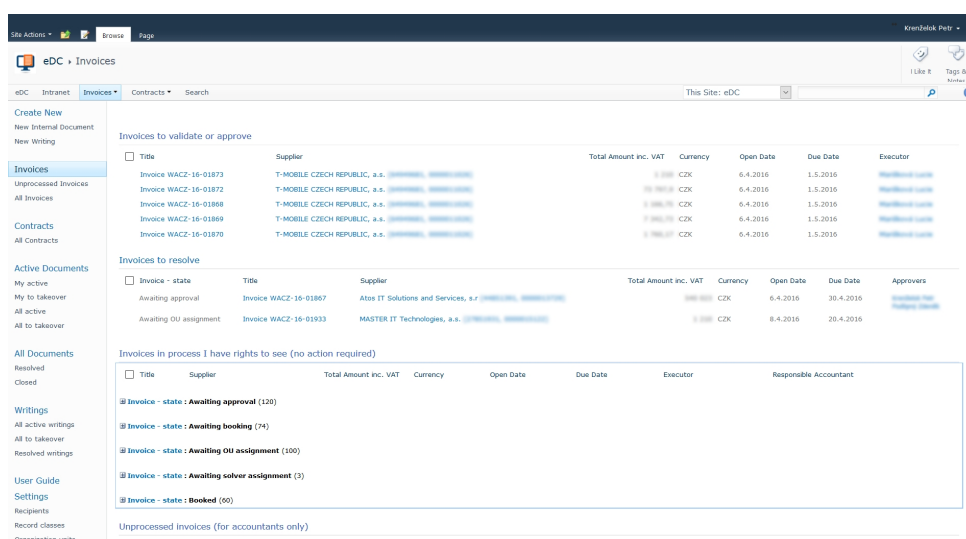 Krenželok Petr
Site Actions Browse Page
eDC Invoices
I Like It Tags & Notes
eDC Intranet Invoices Contracts Search This Site: eDC
Create New
New Internal Document
New Writing
Invoices
Unprocessed Invoices
All Invoices
Contracts
All Contracts
Active Documents
My active
My to takeover
All active
All to takeover
All Documents
Resolved
Closed
Writings
All active writings
All to takeover
Resolved writings
User Guide
Settings
Recipients
Record classes
Organization units
Invoices to validate or approve
Title Supplier Total Amount inc. VAT Currency Open Date Due Date Executor
Invoice WACZ-16-01873 T-MOBILE CZECH REPUBLIC, a.s. CZK 6.4.2016 1.5.2016
Invoice WACZ-16-01872 T-MOBILE CZECH REPUBLIC, a.s. CZK 6.4.2016 1.5.2016
Invoice WACZ-16-01868 T-MOBILE CZECH REPUBLIC, a.s. CZK 6.4.2016 1.5.2016
Invoice WACZ-16-01869 T-MOBILE CZECH REPUBLIC, a.s. CZK 6.4.2016 1.5.2016
Invoice WACZ-16-01870 T-MOBILE CZECH REPUBLIC, a.s. CZK 6.4.2016 1.5.2016
Invoices to resolve
Invoice - state Title Supplier Total Amount inc. VAT Currency Open Date Due Date Approvers
Awaiting approval Invoice WACZ-16-01867 Atos IT Solutions and Services, s.r CZK 6.4.2016 30.4.2016
Awaiting OU assignment Invoice WACZ-16-01933 MASTER IT Technologies, a.s. CZK 8.4.2016 20.4.2016
Invoices in process I have rights to see (no action required)
Title Supplier Total Amount inc. VAT Currency Open Date Due Date Executor Responsible Accountant
Invoice - state : Awaiting approval (120)
Invoice - state : Awaiting booking (74)
Invoice - state : Awaiting OU assignment (100)
Invoice - state : Awaiting solver assignment (3)
Invoice - state : Booked (60)
Unprocessed invoices (for accountants only)